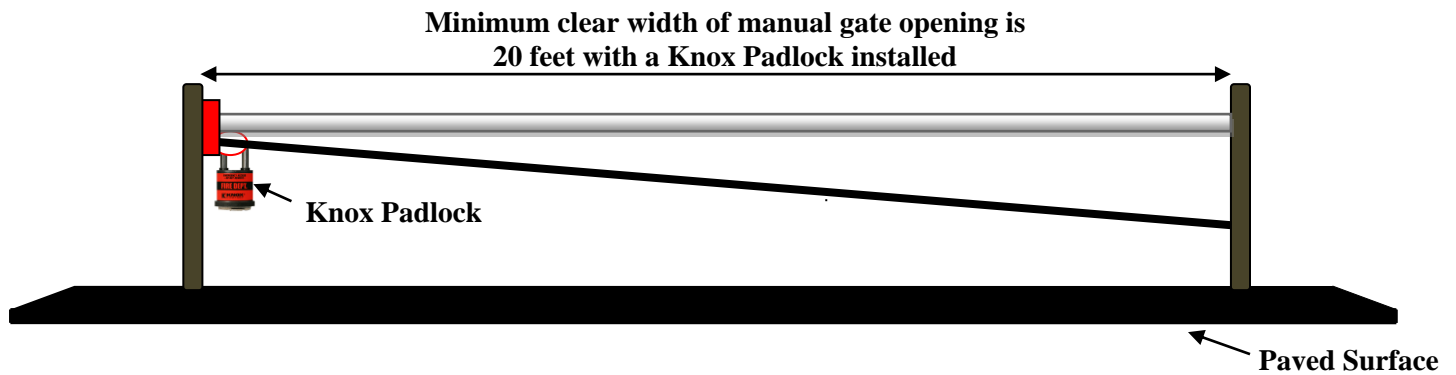 Minimum clear width of manual gate opening is
20 feet with a Knox Padlock installed
FIRE DEPT.
Knox Padlock
Paved Surface